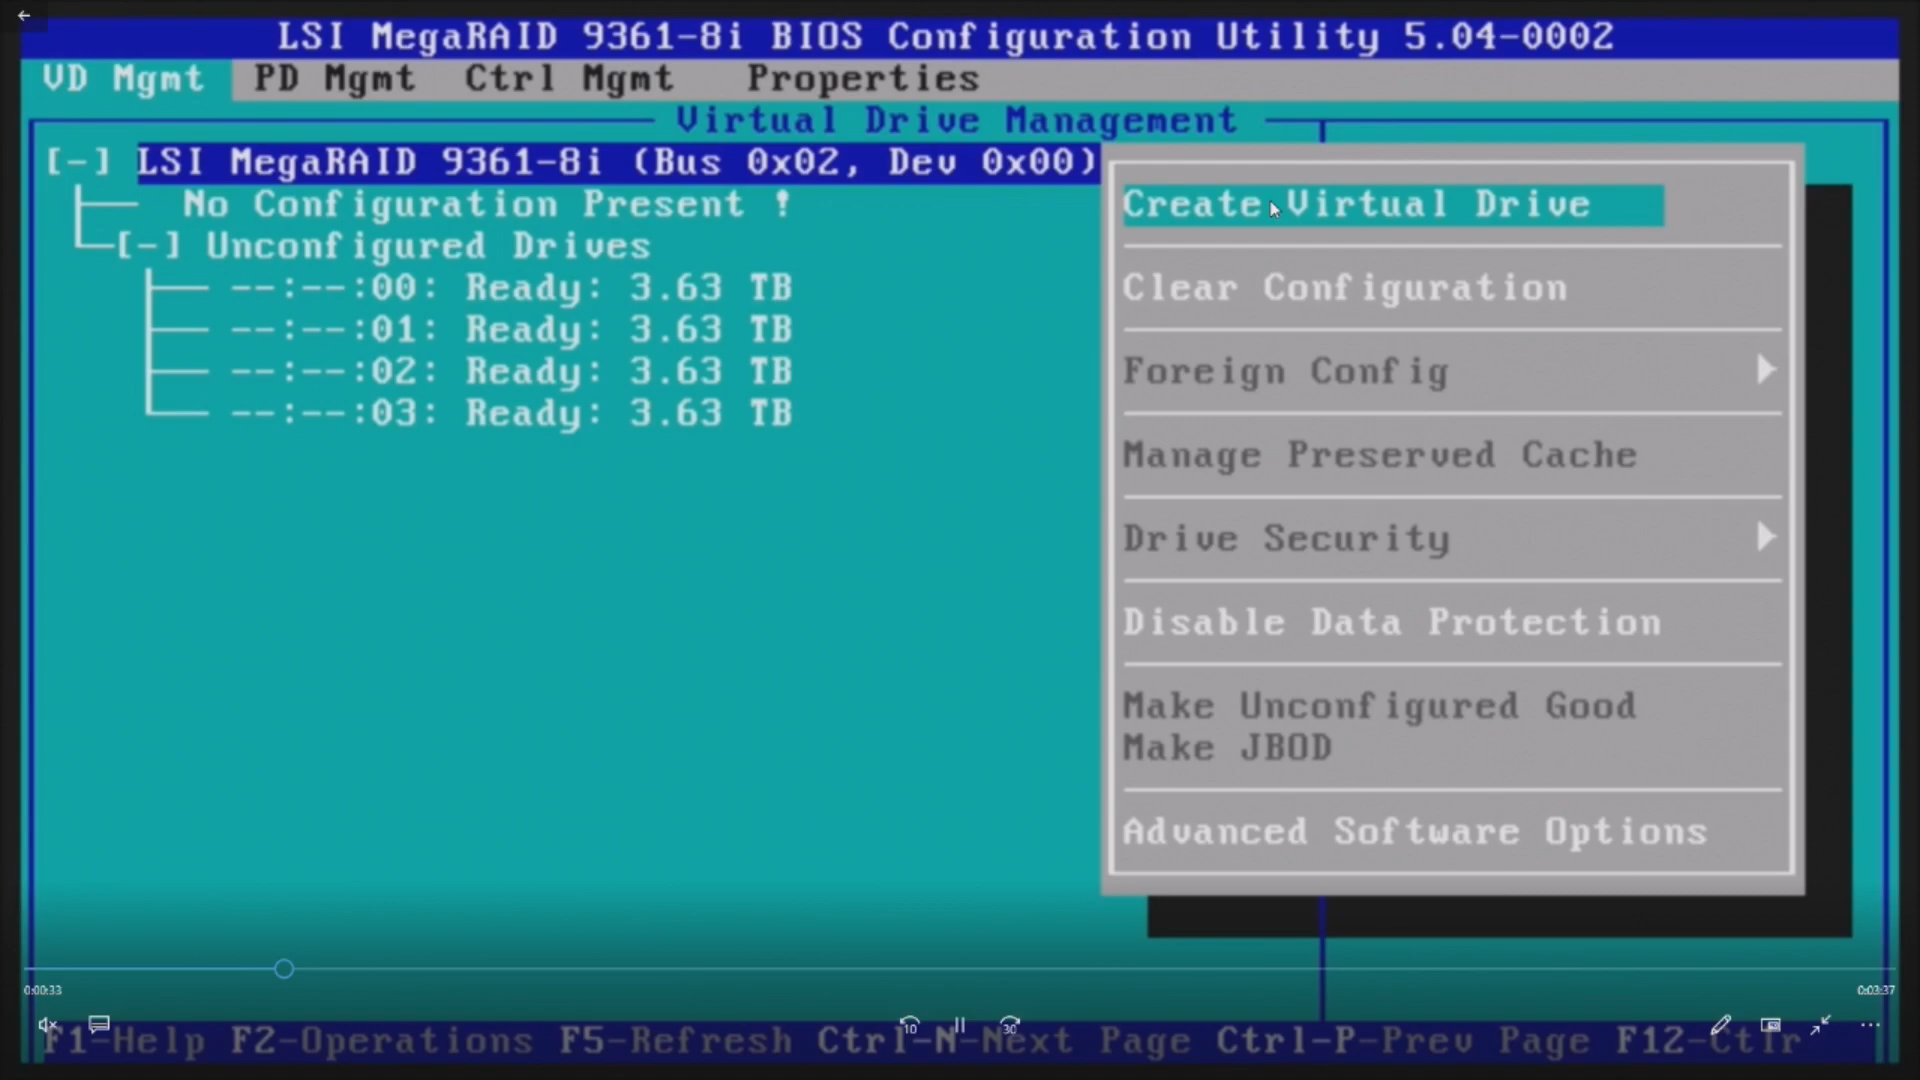 LSI MegaRAID 9361-8i BIOS Configuration Utility 5.04-0002
VD Mgmt PD Mgmt Ctrl Mgmt Properties
Virtual Drive Management
[-] LSI MegaRAID 9361-8i (Bus 0x02, Dev 0x00)
No Configuration Present !
[-] Unconfigured Drives
--:--:00: Ready: 3.63 TB
--:--:01: Ready: 3.63 TB
--:--:02: Ready: 3.63 TB
--:--:03: Ready: 3.63 TB
Create Virtual Drive
Clear Configuration
Foreign Config
Manage Preserved Cache
Drive Security
Disable Data Protection
Make Unconfigured Good
Make JBOD
Advanced Software Options
0:00:33
0:03:37
10
30
F1-Help F2-Operations F5-Refresh Ctrl-N-Next Page Ctrl-P-Prev Page F12-Ctlr